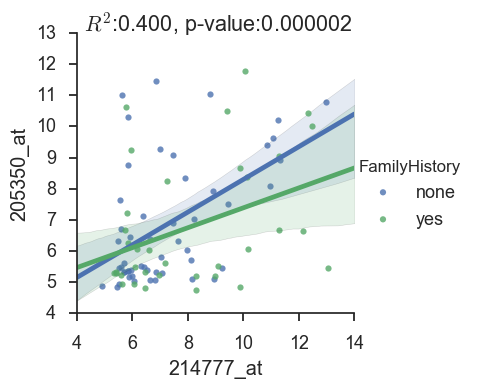 R²:0.400, p-value:0.000002
13
12
11
10
9
8
7
6
5
4
205350_at
4 6 8 10 12 14
214777_at
FamilyHistory
none
yes